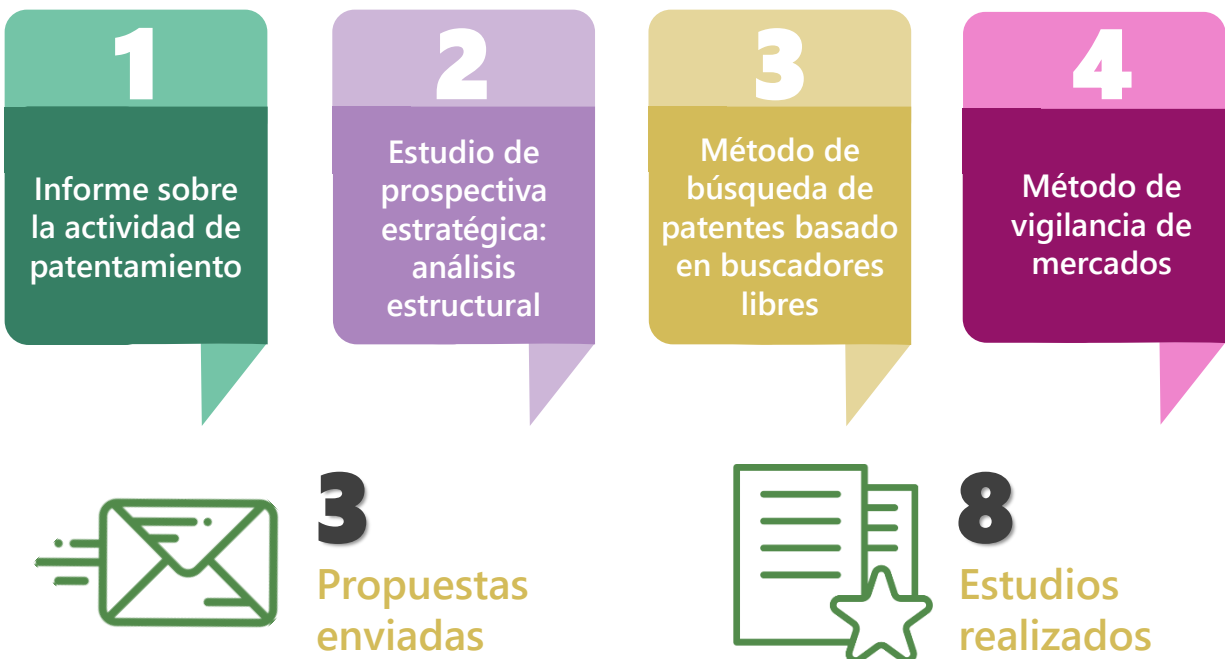 1
Informe sobre
la actividad de
patentamiento
2
Estudio de
prospectiva
estratégica:
análisis
estructural
3
Método de
búsqueda de
patentes basado
en buscadores
libres
4
Método de
vigilancia de
mercados
3
Propuestas
enviadas
8
Estudios
realizados